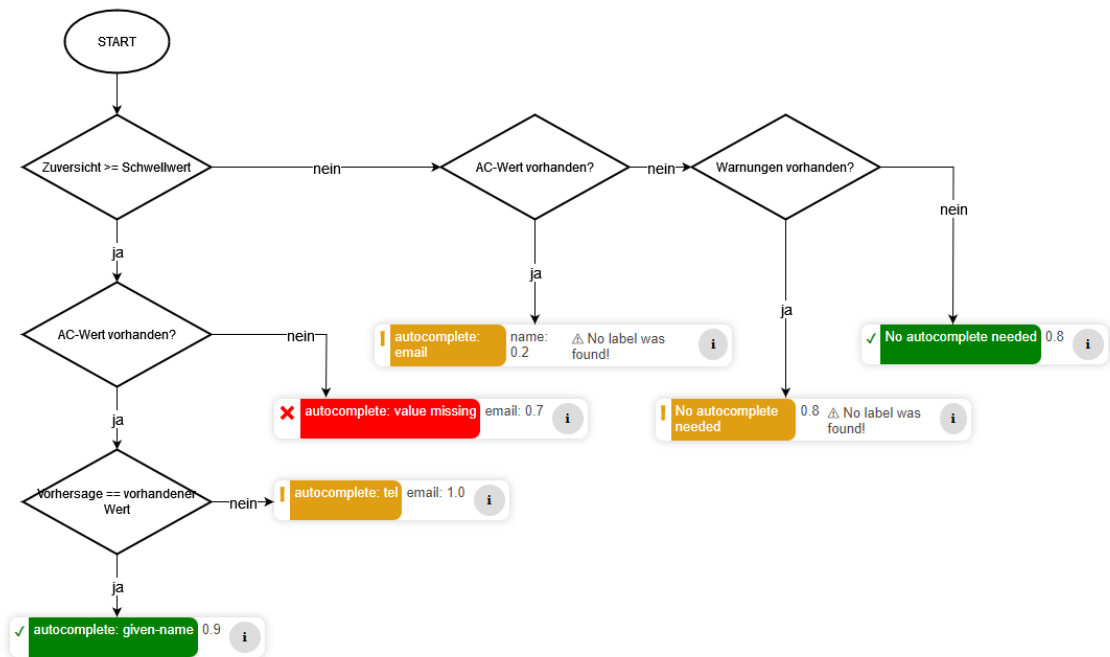 START
Zuversicht >= Schwellwert
nein
AC-Wert vorhanden?
nein
Warnungen vorhanden?
nein
ja
ja
ja
AC-Wert vorhanden?
nein
autocomplete:
email
name:
0.2
⚠ No label was
found!
i
✓ No autocomplete needed 0.8 i
ja
autocomplete: value missing email: 0.7 i
No autocomplete
needed
0.8 ⚠ No label was
found!
i
Vorhersage == vorhandener
Wert
nein
autocomplete: tel email: 1.0 i
ja
✓ autocomplete: given-name 0.9 i